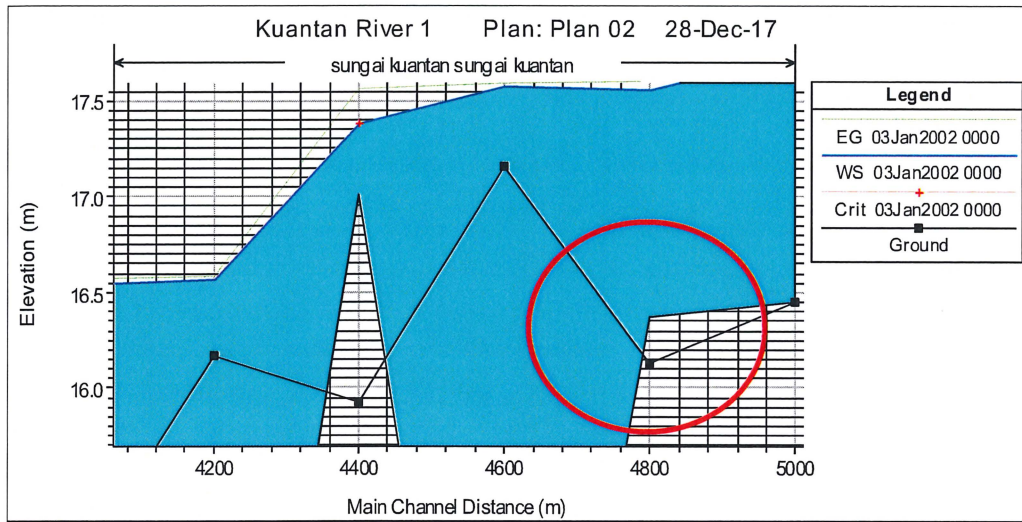 Kuantan River 1 Plan: Plan 02 28-Dec-17
sungai kuantan sungai kuantan
17.5
17.0
16.5
16.0
Elevation (m)
4200 4400 4600 4800 5000
Main Channel Distance (m)
Legend
EG 03Jan2002 0000
WS 03Jan2002 0000
Crit 03Jan2002 0000
Ground